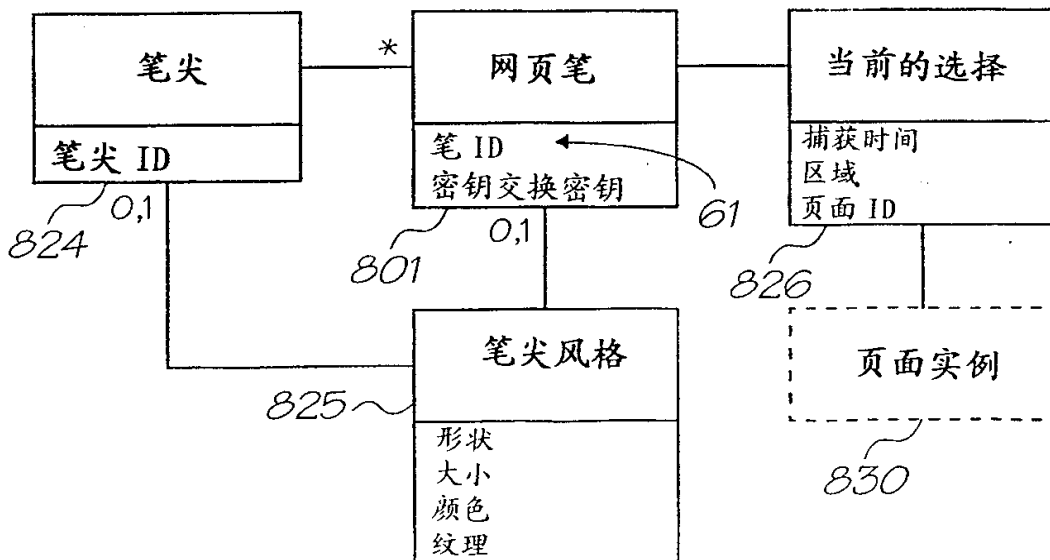 笔尖
*
网页笔
当前的选择
笔尖 ID
笔 ID
密钥交换密钥
捕获时间
区域
页面 ID
824
0,1
801
0,1
61
826
笔尖风格
页面实例
825
形状
大小
颜色
纹理
830